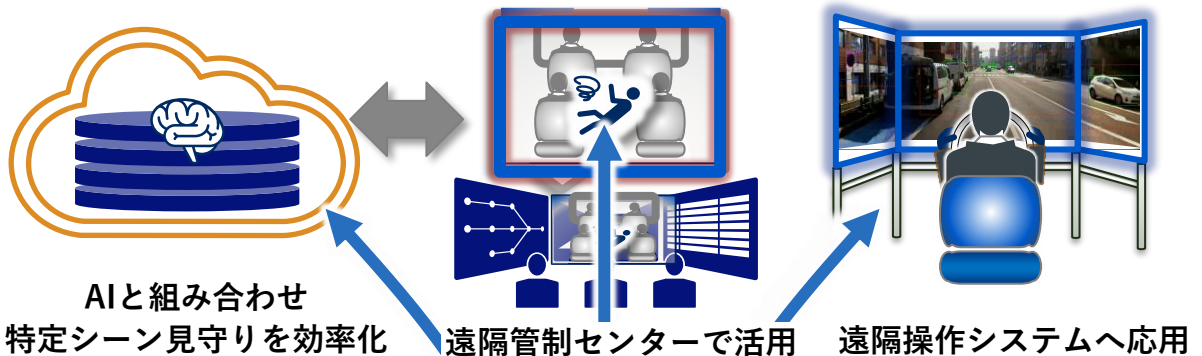 AIと組み合わせ
特定シーン見守りを効率化
遠隔管制センターで活用
遠隔操作システムへ応用